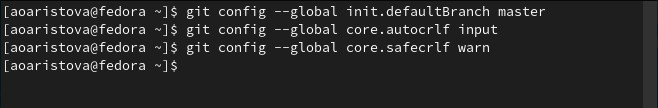 [aoaristova@fedora ~]$ git config --global init.defaultBranch master
[aoaristova@fedora ~]$ git config --global core.autocrlf input
[aoaristova@fedora ~]$ git config --global core.safecrlf warn
[aoaristova@fedora ~]$